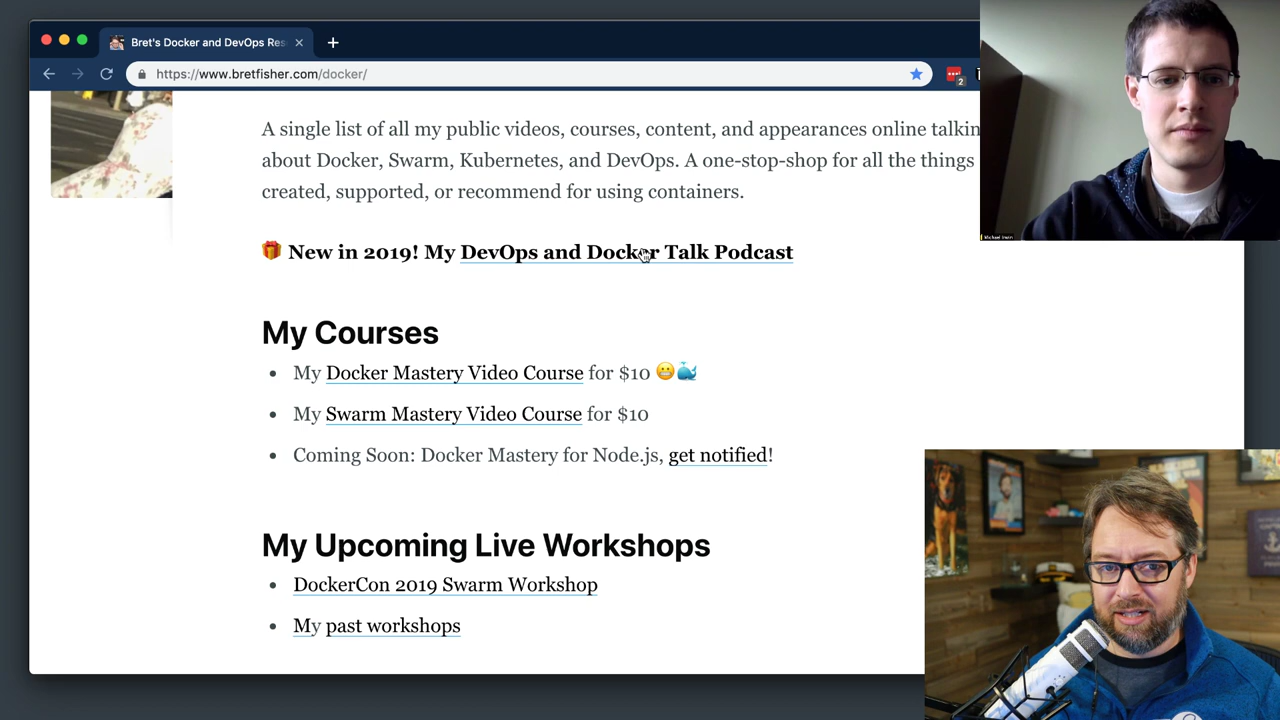 Bret's Docker and DevOps Res
https://www.bretfisher.com/docker/
2
A single list of all my public videos, courses, content, and appearances online talkin
about Docker, Swarm, Kubernetes, and DevOps. A one-stop-shop for all the things
created, supported, or recommend for using containers.
New in 2019! My DevOps and Docker Talk Podcast
My Courses
My Docker Mastery Video Course for $10
My Swarm Mastery Video Course for $10
Coming Soon: Docker Mastery for Node.js, get notified!
My Upcoming Live Workshops
DockerCon 2019 Swarm Workshop
My past workshops